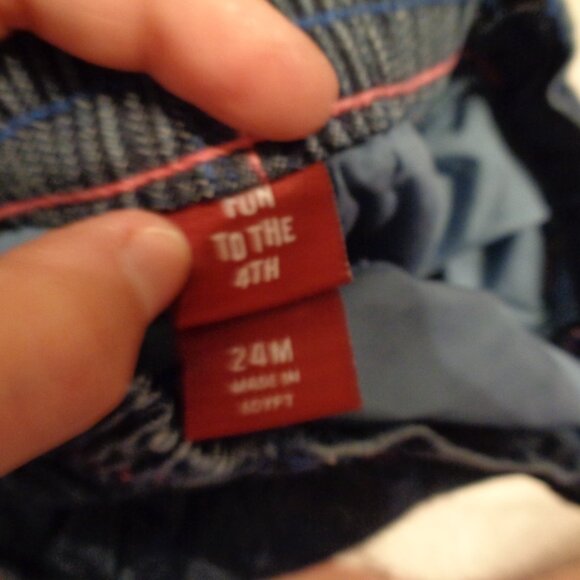 TO THE
4TH
24M
MADE IN
EGYPT